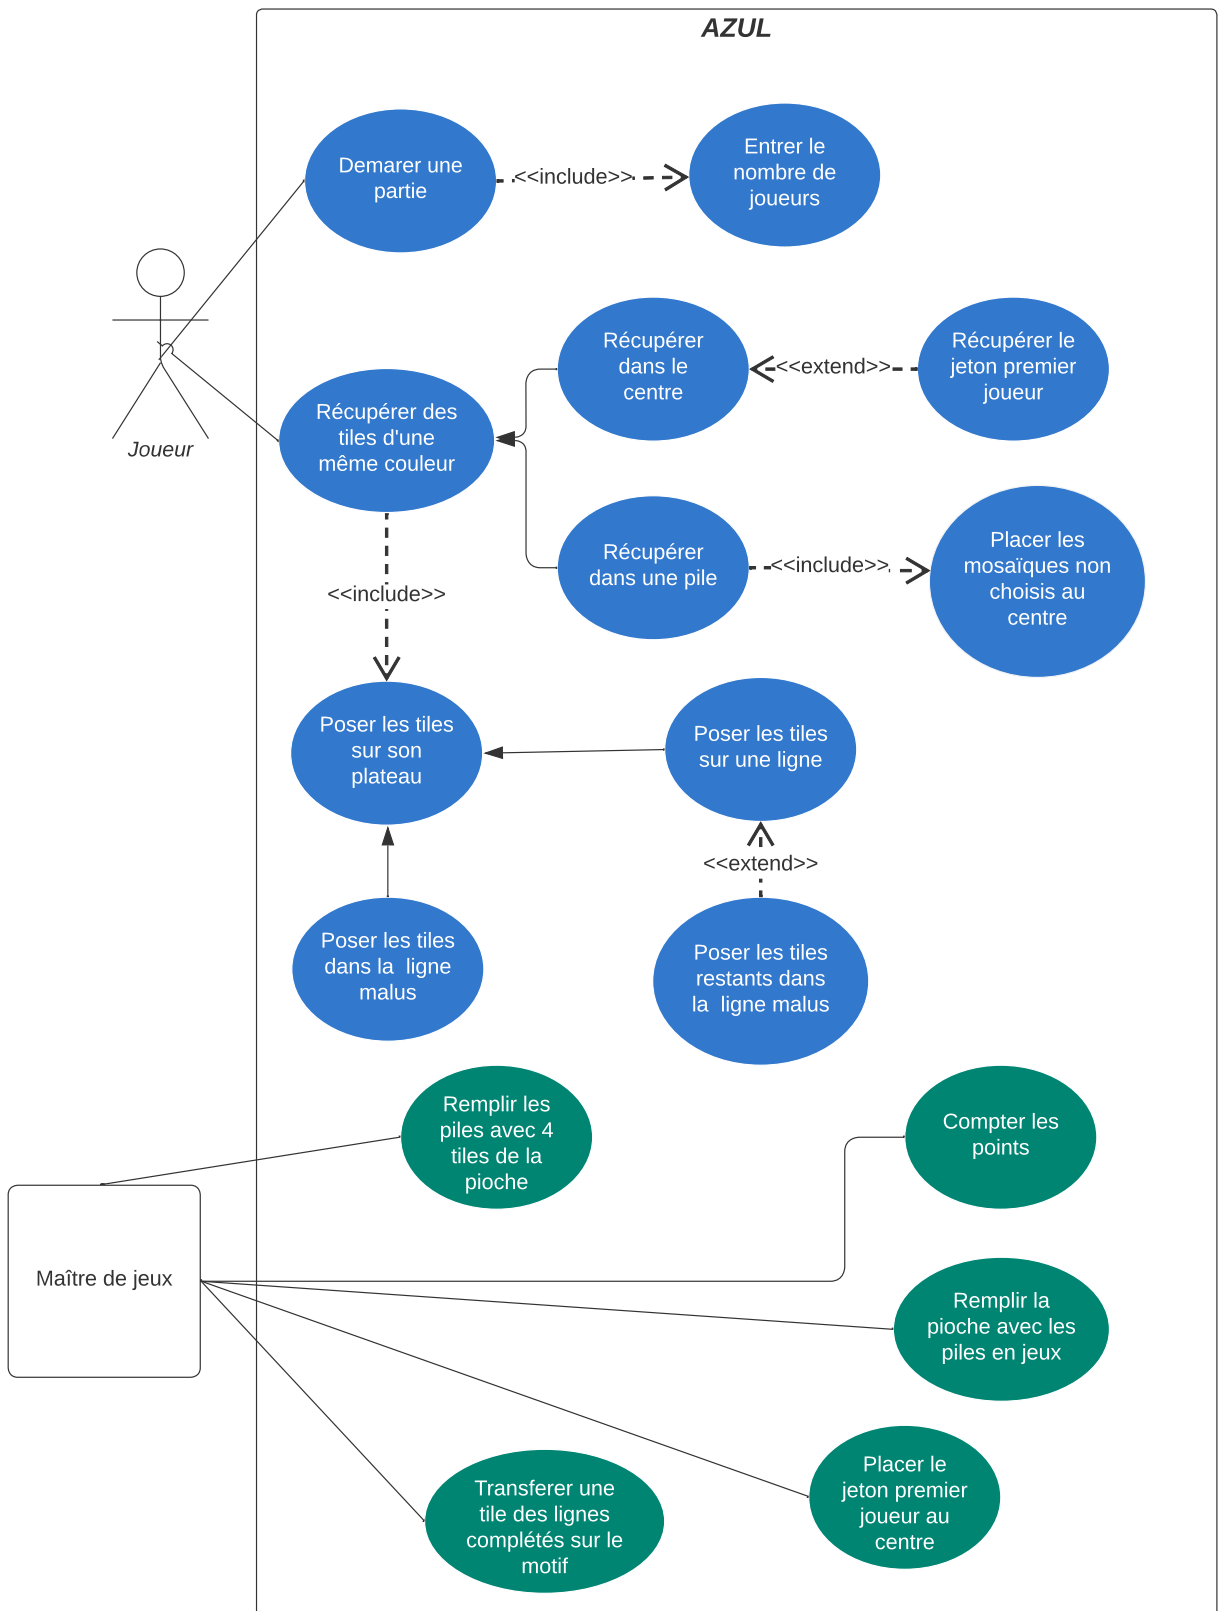 AZUL
Demarer une
partie
<<include>>
Entrer le
nombre de
joueurs
Joueur
Récupérer des
tiles d'une
même couleur
Récupérer
dans le
centre
<<extend>>
Récupérer le
jeton premier
joueur
Récupérer
dans une pile
<<include>>
Placer les
mosaïques non
choisis au
centre
<<include>>
Poser les tiles
sur son
plateau
Poser les tiles
sur une ligne
<<extend>>
Poser les tiles
dans la  ligne
malus
Poser les tiles
restants dans
la  ligne malus
Remplir les
piles avec 4
tiles de la
pioche
Compter les
points
Maître de jeux
Remplir la
pioche avec les
piles en jeux
Placer le
jeton premier
joueur au
centre
Transferer une
tile des lignes
complétés sur le
motif